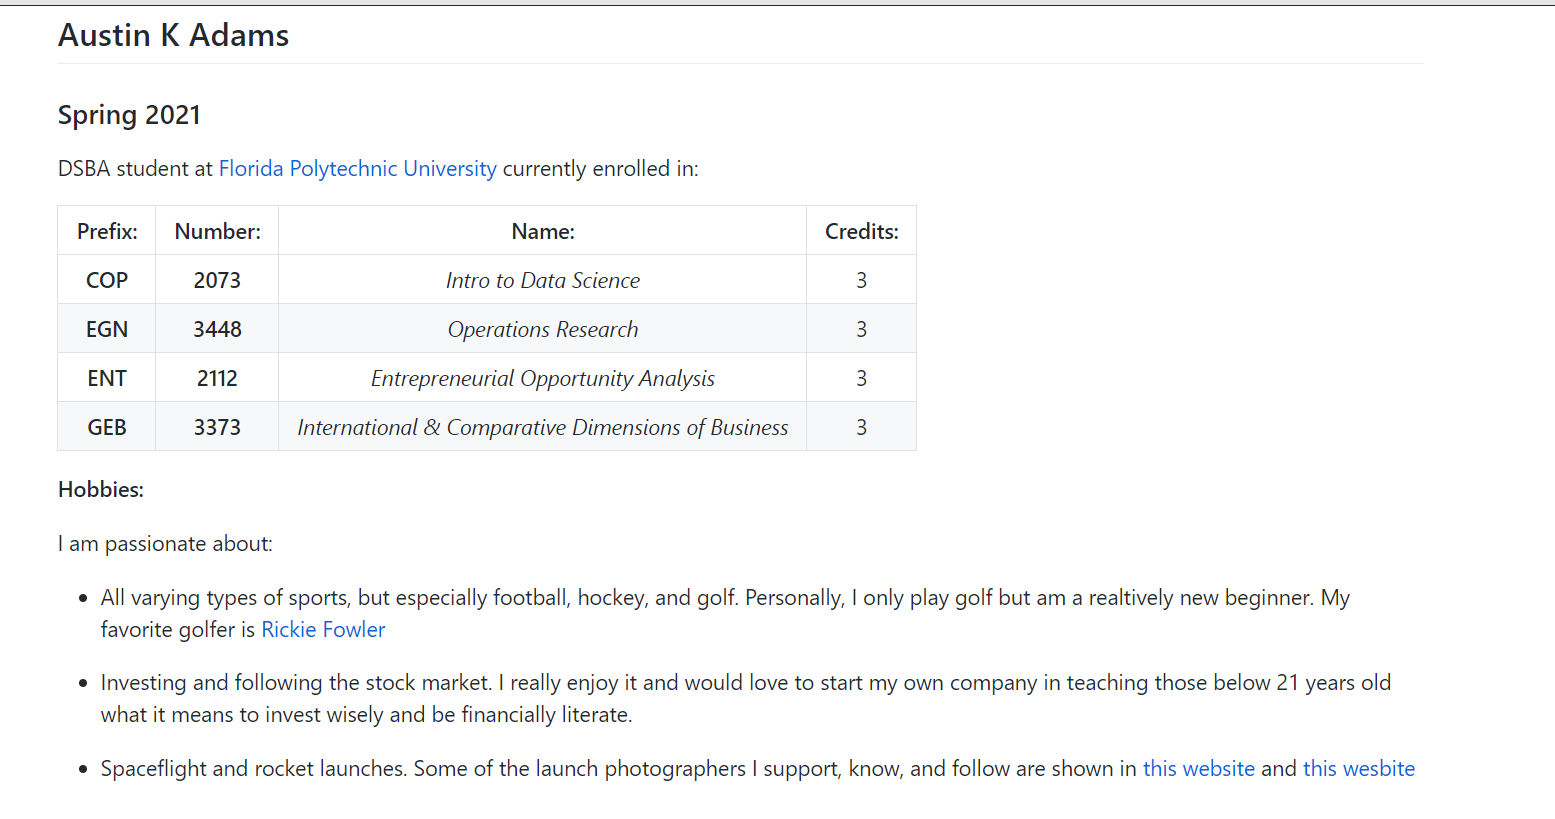 Austin K Adams
Spring 2021
DSBA student at Florida Polytechnic University currently enrolled in:
Prefix: Number: Name: Credits:
COP 2073 Intro to Data Science 3
EGN 3448 Operations Research 3
ENT 2112 Entrepreneurial Opportunity Analysis 3
GEB 3373 International & Comparative Dimensions of Business 3
Hobbies:
I am passionate about:
• All varying types of sports, but especially football, hockey, and golf. Personally, I only play golf but am a realtively new beginner. My
favorite golfer is Rickie Fowler
• Investing and following the stock market. I really enjoy it and would love to start my own company in teaching those below 21 years old
what it means to invest wisely and be financially literate.
• Spaceflight and rocket launches. Some of the launch photographers I support, know, and follow are shown in this website and this wesbite